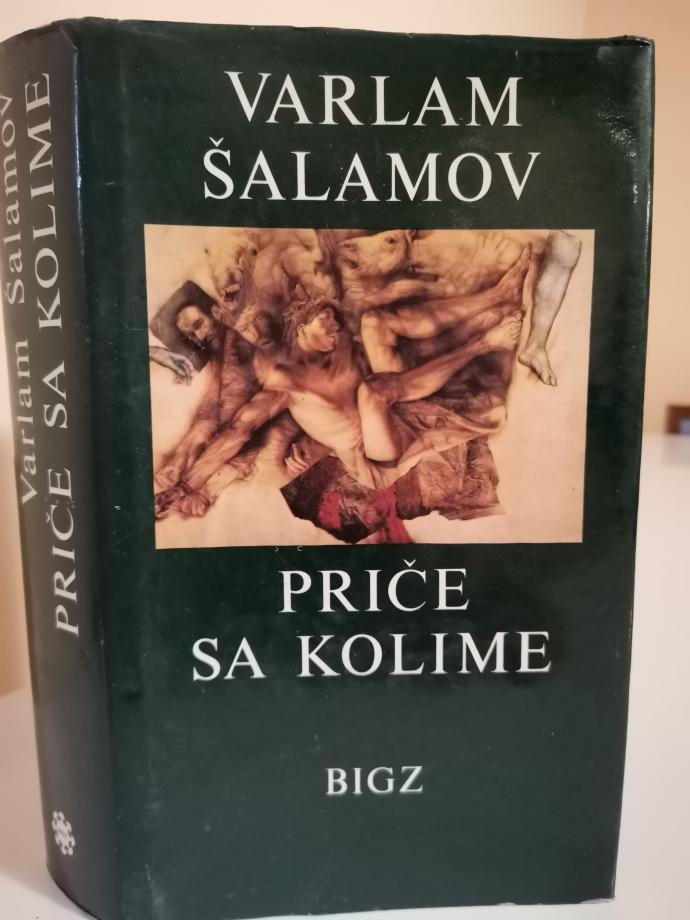 VARLAM
ŠALAMOV
PRIČE
SA KOLIME
BIGZ
Varlam Šalamov
PRIČE SA KOLIME